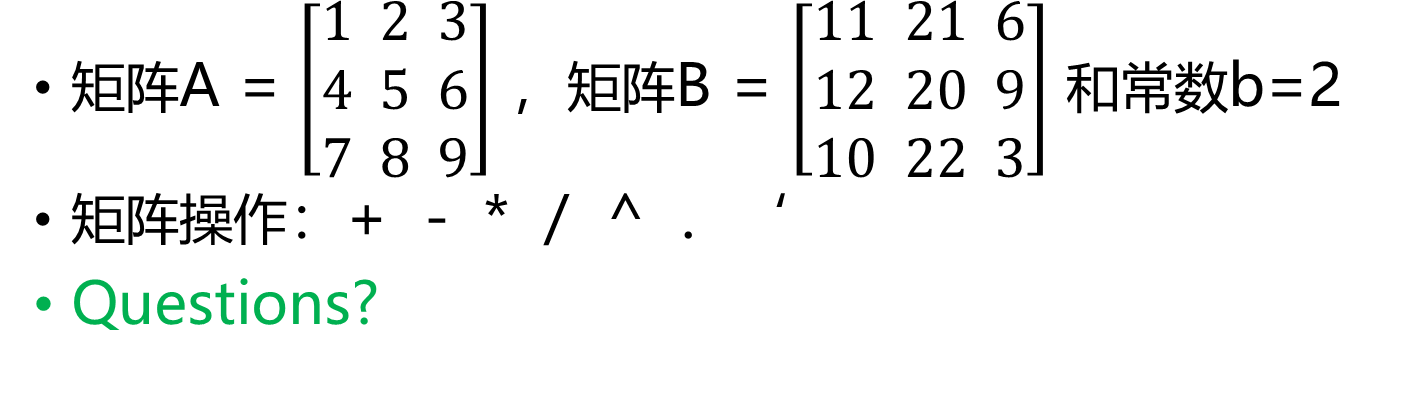 • 矩阵A = [1 2 3; 4 5 6; 7 8 9]，矩阵B = [11 21 6; 12 20 9; 10 22 3] 和常数b=2
• 矩阵操作： + - * / ^ . ‘
• Questions?